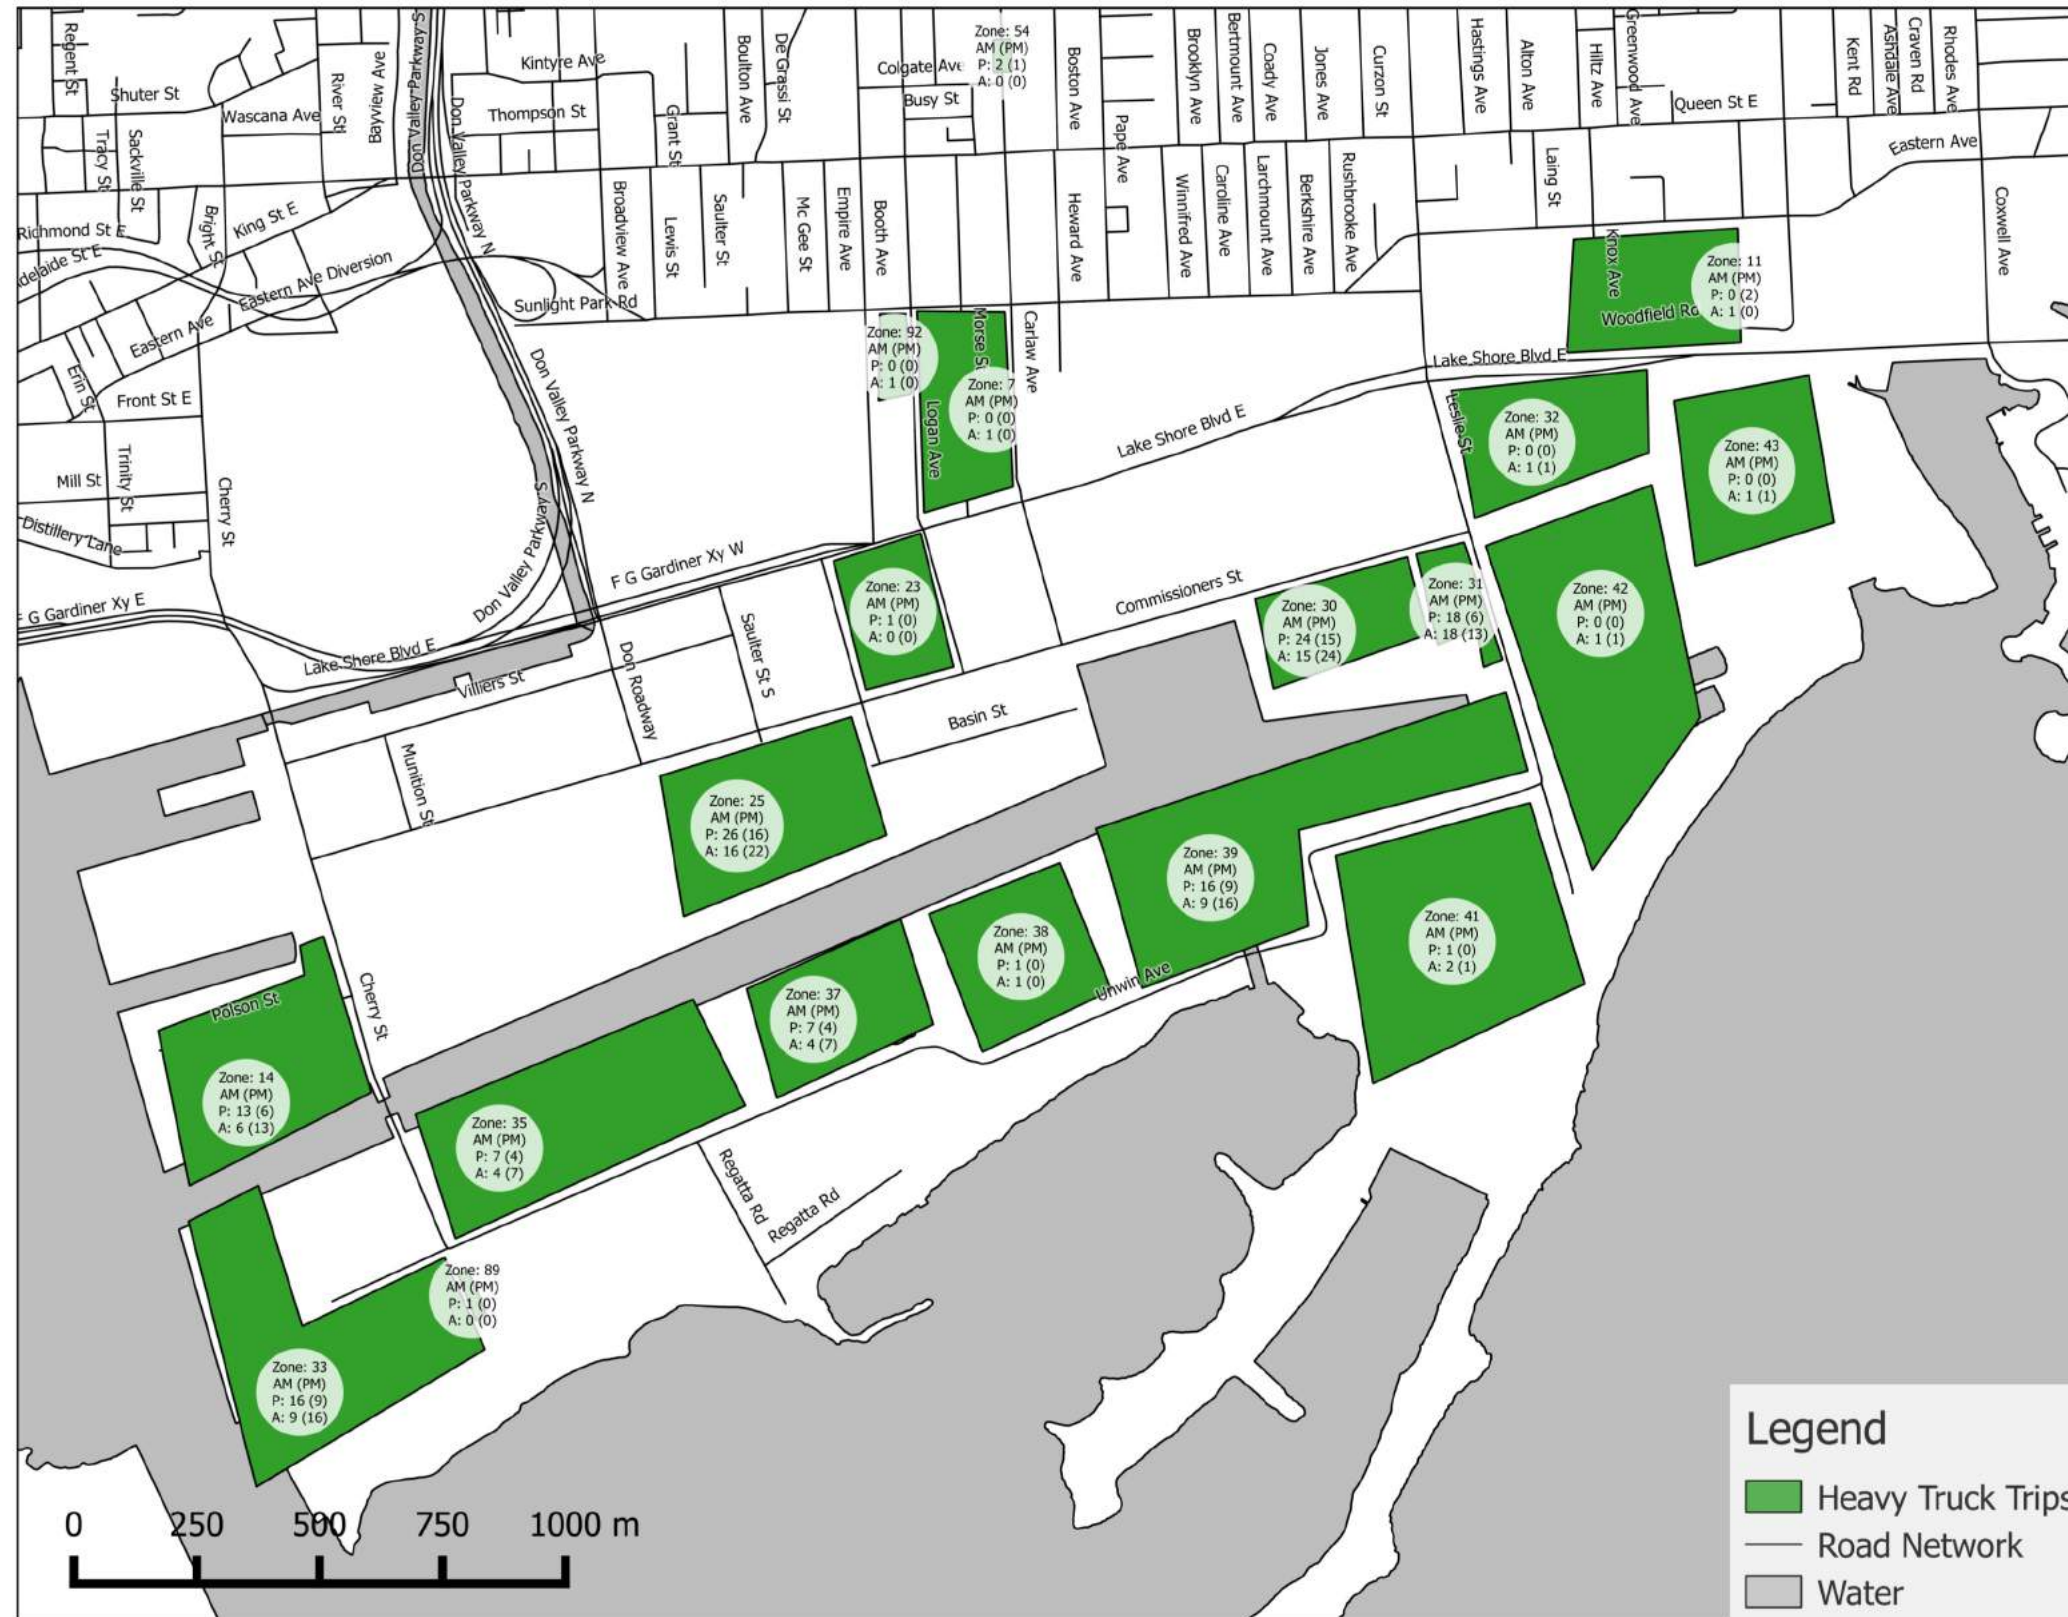 Regent St
Shuter St
Wascana Ave
River St
Bayview Ave
Don Valley Parkway S
Don Valley Parkway N
Kintyre Ave
Thompson St
Grant St
Boulton Ave
De Grassi St
Colgate Ave
Busy St
Zone: 54
AM (PM)
P: 2 (1)
A: 0 (0)
Boston Ave
Pape Ave
Brooklyn Ave
Bertmount Ave
Coady Ave
Jones Ave
Curzon St
Hastings Ave
Alton Ave
Hiltz Ave
Greenwood Ave
Queen St E
Kent Rd
Ashdale Ave
Craven Rd
Rhodes Ave
Eastern Ave
Coxwell Ave
Tracy St
Sackville St
Richmond St E
delaide St E
Bright St
King St E
Eastern Ave Diversion
Eastern Ave
Erin St
Front St E
Mill St
Trinity St
Distillery Lane
Cherry St
F G Gardiner Xy E
Lake Shore Blvd E
Broadview Ave
Lewis St
Saulter St
Mc Gee St
Empire Ave
Booth Ave
Heward Ave
Winnifred Ave
Caroline Ave
Larchmount Ave
Berkshire Ave
Rushbrooke Ave
Laing St
Knox Ave
Woodfield Rd
Zone: 11
AM (PM)
P: 0 (2)
A: 1 (0)
Sunlight Park Rd
Don Valley Parkway N
Don Valley Parkway S
Zone: 92
AM (PM)
P: 0 (0)
A: 1 (0)
Morse St
Logan Ave
Carlaw Ave
Zone: 7
AM (PM)
P: 0 (0)
A: 1 (0)
Lake Shore Blvd E
Lake Shore Blvd E
Leslie St
Zone: 32
AM (PM)
P: 0 (0)
A: 1 (1)
Zone: 43
AM (PM)
P: 0 (0)
A: 1 (1)
F G Gardiner Xy W
Zone: 23
AM (PM)
P: 1 (0)
A: 0 (0)
Commissioners St
Zone: 30
AM (PM)
P: 24 (15)
A: 15 (24)
Zone: 31
AM (PM)
P: 18 (6)
A: 18 (13)
Zone: 42
AM (PM)
P: 0 (0)
A: 1 (1)
Villiers St
Don Roadway
Saulter St S
Basin St
Munition St
Zone: 25
AM (PM)
P: 26 (16)
A: 16 (22)
Zone: 39
AM (PM)
P: 16 (9)
A: 9 (16)
Zone: 41
AM (PM)
P: 1 (0)
A: 2 (1)
Zone: 38
AM (PM)
P: 1 (0)
A: 1 (0)
Unwin Ave
Zone: 37
AM (PM)
P: 7 (4)
A: 4 (7)
Polson St
Cherry St
Zone: 14
AM (PM)
P: 13 (6)
A: 6 (13)
Zone: 35
AM (PM)
P: 7 (4)
A: 4 (7)
Regatta Rd
Regatta Rd
Zone: 89
AM (PM)
P: 1 (0)
A: 0 (0)
Zone: 33
AM (PM)
P: 16 (9)
A: 9 (16)
0 250 500 750 1000 m
Legend
Heavy Truck Trips
Road Network
Water